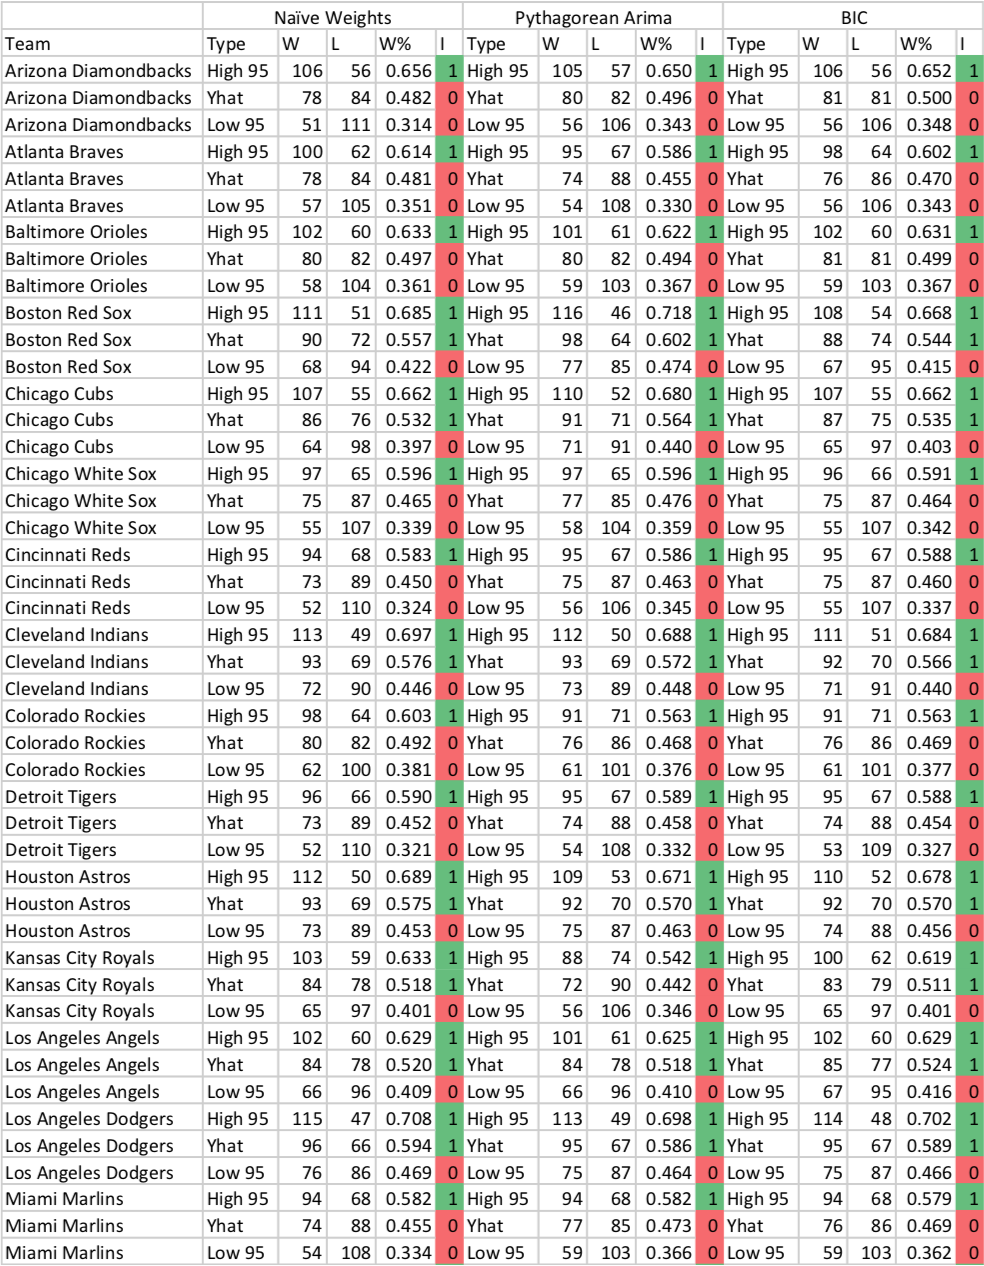 Naïve Weights Pythagorean Arima BIC
Team Type W L W% I Type W L W% I Type W L W% I
Arizona Diamondbacks High 95 106 56 0.656 1 High 95 105 57 0.650 1 High 95 106 56 0.652 1
Arizona Diamondbacks Yhat 78 84 0.482 0 Yhat 80 82 0.496 0 Yhat 81 81 0.500 0
Arizona Diamondbacks Low 95 51 111 0.314 0 Low 95 56 106 0.343 0 Low 95 56 106 0.348 0
Atlanta Braves High 95 100 62 0.614 1 High 95 95 67 0.586 1 High 95 98 64 0.602 1
Atlanta Braves Yhat 78 84 0.481 0 Yhat 74 88 0.455 0 Yhat 76 86 0.470 0
Atlanta Braves Low 95 57 105 0.351 0 Low 95 54 108 0.330 0 Low 95 56 106 0.343 0
Baltimore Orioles High 95 102 60 0.633 1 High 95 101 61 0.622 1 High 95 102 60 0.631 1
Baltimore Orioles Yhat 80 82 0.497 0 Yhat 80 82 0.494 0 Yhat 81 81 0.499 0
Baltimore Orioles Low 95 58 104 0.361 0 Low 95 59 103 0.367 0 Low 95 59 103 0.367 0
Boston Red Sox High 95 111 51 0.685 1 High 95 116 46 0.718 1 High 95 108 54 0.668 1
Boston Red Sox Yhat 90 72 0.557 1 Yhat 98 64 0.602 1 Yhat 88 74 0.544 1
Boston Red Sox Low 95 68 94 0.422 0 Low 95 77 85 0.474 0 Low 95 67 95 0.415 0
Chicago Cubs High 95 107 55 0.662 1 High 95 110 52 0.680 1 High 95 107 55 0.662 1
Chicago Cubs Yhat 86 76 0.532 1 Yhat 91 71 0.564 1 Yhat 87 75 0.535 1
Chicago Cubs Low 95 64 98 0.397 0 Low 95 71 91 0.440 0 Low 95 65 97 0.403 0
Chicago White Sox High 95 97 65 0.596 1 High 95 97 65 0.596 1 High 95 96 66 0.591 1
Chicago White Sox Yhat 75 87 0.465 0 Yhat 77 85 0.476 0 Yhat 75 87 0.464 0
Chicago White Sox Low 95 55 107 0.339 0 Low 95 58 104 0.359 0 Low 95 55 107 0.342 0
Cincinnati Reds High 95 94 68 0.583 1 High 95 95 67 0.586 1 High 95 95 67 0.588 1
Cincinnati Reds Yhat 73 89 0.450 0 Yhat 75 87 0.463 0 Yhat 75 87 0.460 0
Cincinnati Reds Low 95 52 110 0.324 0 Low 95 56 106 0.345 0 Low 95 55 107 0.337 0
Cleveland Indians High 95 113 49 0.697 1 High 95 112 50 0.688 1 High 95 111 51 0.684 1
Cleveland Indians Yhat 93 69 0.576 1 Yhat 93 69 0.572 1 Yhat 92 70 0.566 1
Cleveland Indians Low 95 72 90 0.446 0 Low 95 73 89 0.448 0 Low 95 71 91 0.440 0
Colorado Rockies High 95 98 64 0.603 1 High 95 91 71 0.563 1 High 95 91 71 0.563 1
Colorado Rockies Yhat 80 82 0.492 0 Yhat 76 86 0.468 0 Yhat 76 86 0.469 0
Colorado Rockies Low 95 62 100 0.381 0 Low 95 61 101 0.376 0 Low 95 61 101 0.377 0
Detroit Tigers High 95 96 66 0.590 1 High 95 95 67 0.589 1 High 95 95 67 0.588 1
Detroit Tigers Yhat 73 89 0.452 0 Yhat 74 88 0.458 0 Yhat 74 88 0.454 0
Detroit Tigers Low 95 52 110 0.321 0 Low 95 54 108 0.332 0 Low 95 53 109 0.327 0
Houston Astros High 95 112 50 0.689 1 High 95 109 53 0.671 1 High 95 110 52 0.678 1
Houston Astros Yhat 93 69 0.575 1 Yhat 92 70 0.570 1 Yhat 92 70 0.570 1
Houston Astros Low 95 73 89 0.453 0 Low 95 75 87 0.463 0 Low 95 74 88 0.456 0
Kansas City Royals High 95 103 59 0.633 1 High 95 88 74 0.542 1 High 95 100 62 0.619 1
Kansas City Royals Yhat 84 78 0.518 1 Yhat 72 90 0.442 0 Yhat 83 79 0.511 1
Kansas City Royals Low 95 65 97 0.401 0 Low 95 56 106 0.346 0 Low 95 65 97 0.401 0
Los Angeles Angels High 95 102 60 0.629 1 High 95 101 61 0.625 1 High 95 102 60 0.629 1
Los Angeles Angels Yhat 84 78 0.520 1 Yhat 84 78 0.518 1 Yhat 85 77 0.524 1
Los Angeles Angels Low 95 66 96 0.409 0 Low 95 66 96 0.410 0 Low 95 67 95 0.416 0
Los Angeles Dodgers High 95 115 47 0.708 1 High 95 113 49 0.698 1 High 95 114 48 0.702 1
Los Angeles Dodgers Yhat 96 66 0.594 1 Yhat 95 67 0.586 1 Yhat 95 67 0.589 1
Los Angeles Dodgers Low 95 76 86 0.469 0 Low 95 75 87 0.464 0 Low 95 75 87 0.466 0
Miami Marlins High 95 94 68 0.582 1 High 95 94 68 0.582 1 High 95 94 68 0.579 1
Miami Marlins Yhat 74 88 0.455 0 Yhat 77 85 0.473 0 Yhat 76 86 0.469 0
Miami Marlins Low 95 54 108 0.334 0 Low 95 59 103 0.366 0 Low 95 59 103 0.362 0